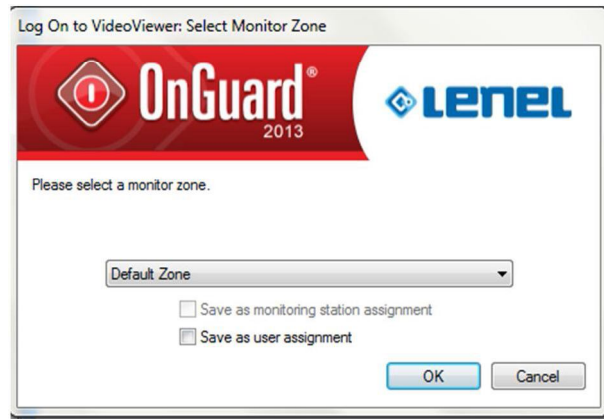 Log On to VideoViewer: Select Monitor Zone
OnGuard®
2013
LENEL
Please select a monitor zone.
Default Zone
Save as monitoring station assignment
Save as user assignment
OK Cancel